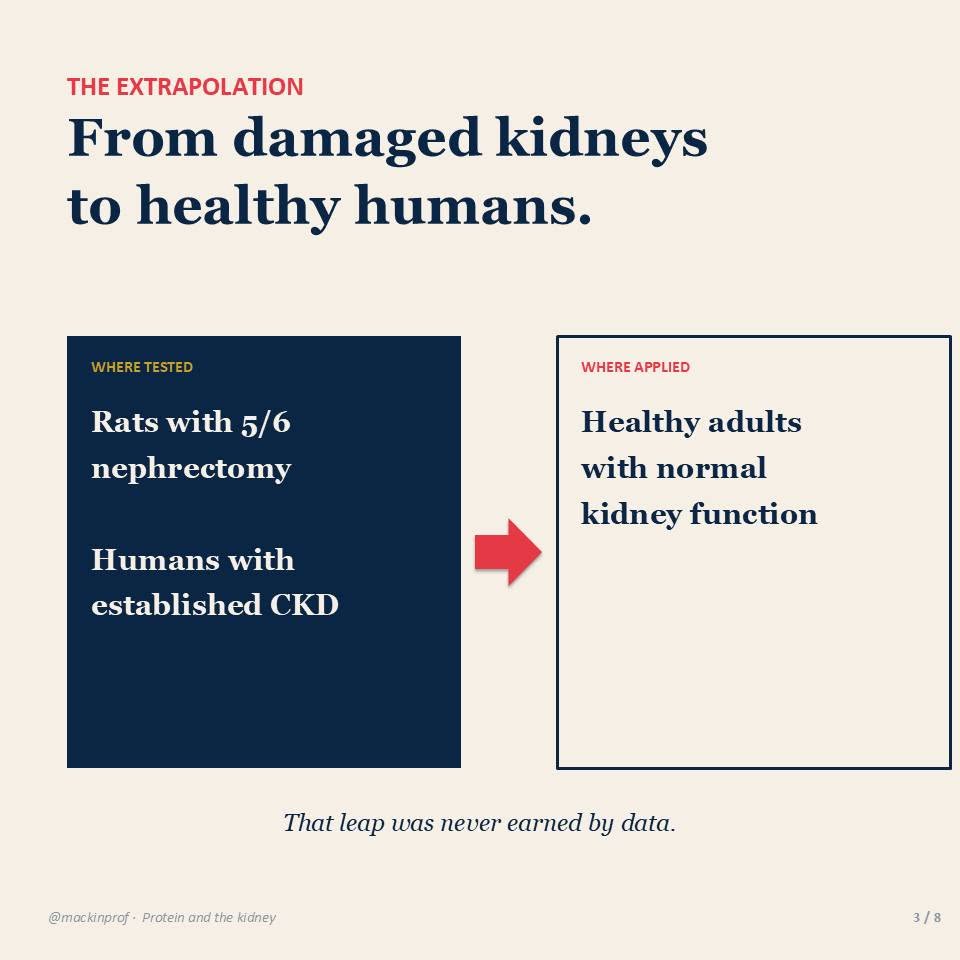 THE EXTRAPOLATION
From damaged kidneys
to healthy humans.
WHERE TESTED
Rats with 5/6
nephrectomy
Humans with
established CKD
WHERE APPLIED
Healthy adults
with normal
kidney function
That leap was never earned by data.
@mackinprof · Protein and the kidney
3 / 8